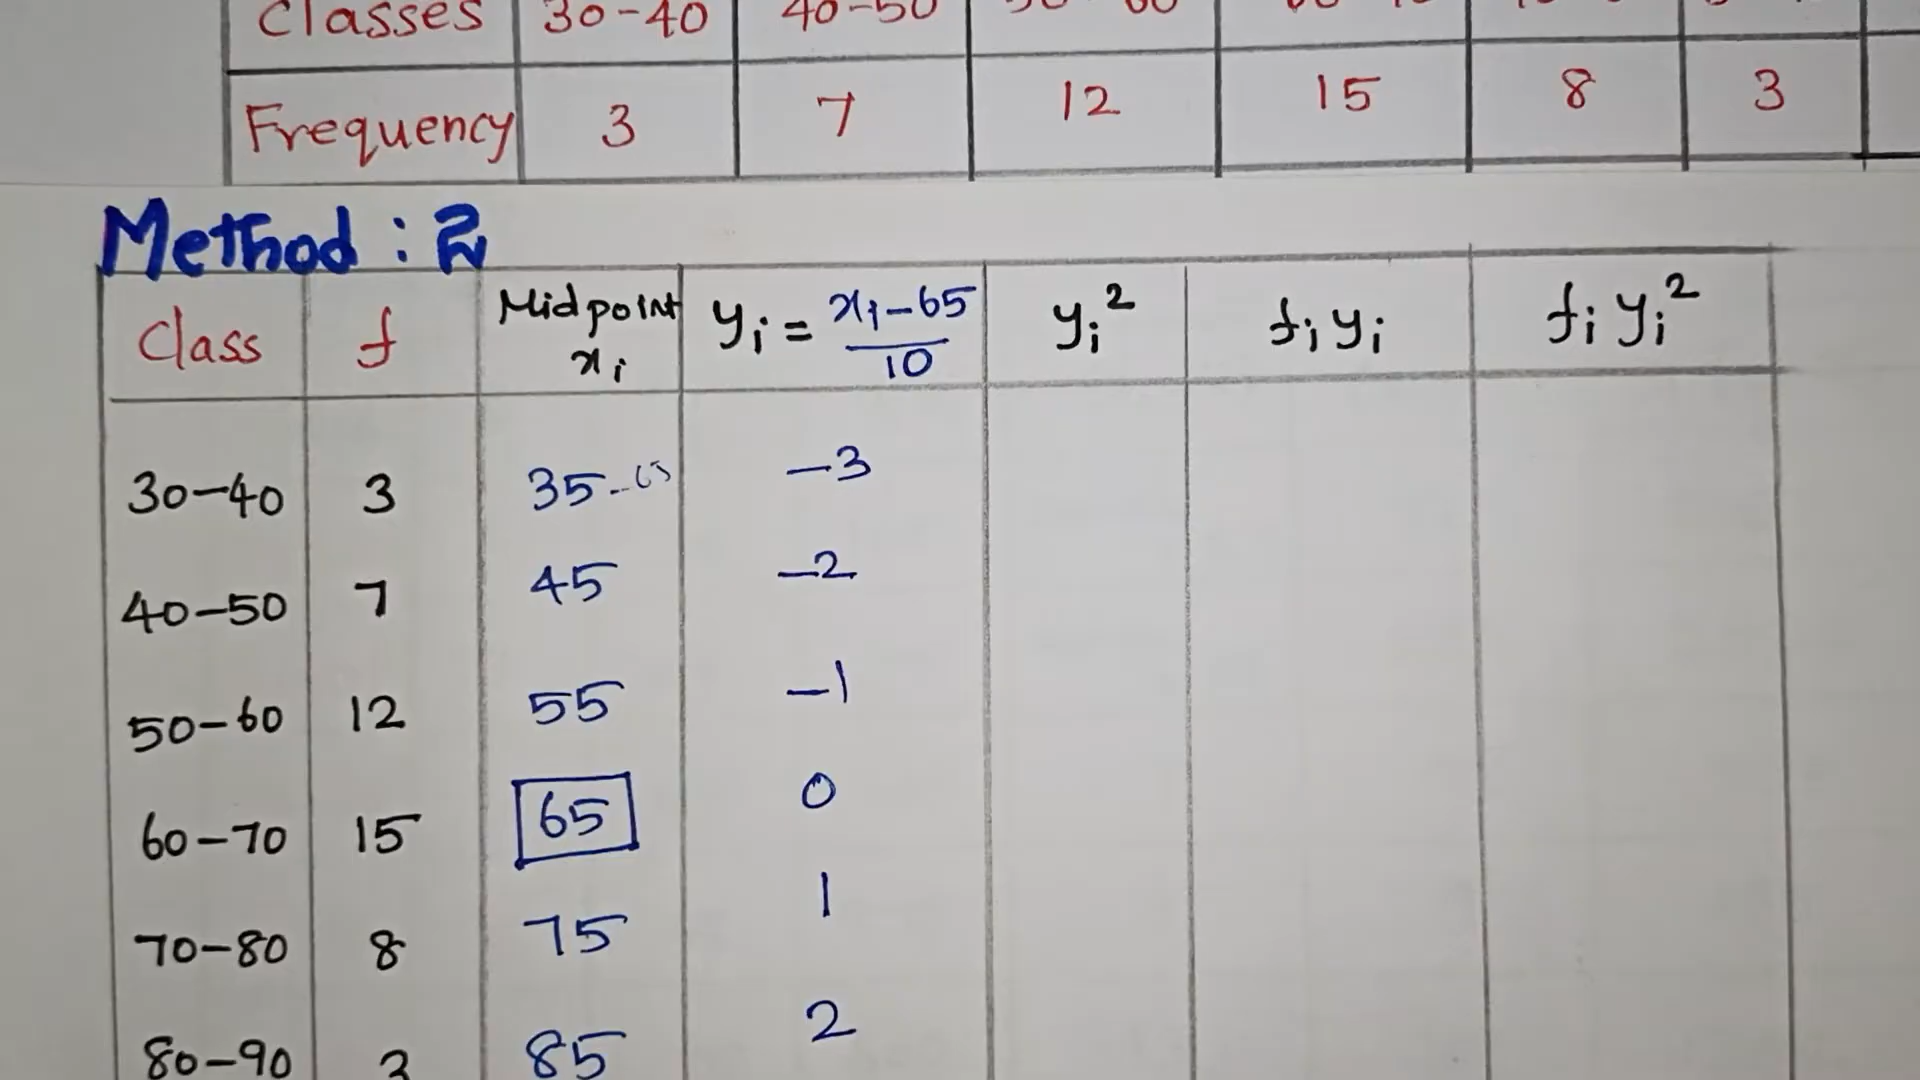 Classes 30-40 40-50
Frequency 3 7 12 15 8 3
Method : 2
Class f Midpoint xi yi = xi-65/10 yi² fiyi fiyi²
30-40 3 35-65 -3
40-50 7 45 -2
50-60 12 55 -1
60-70 15 65 0
70-80 8 75 1
80-90 3 85 2